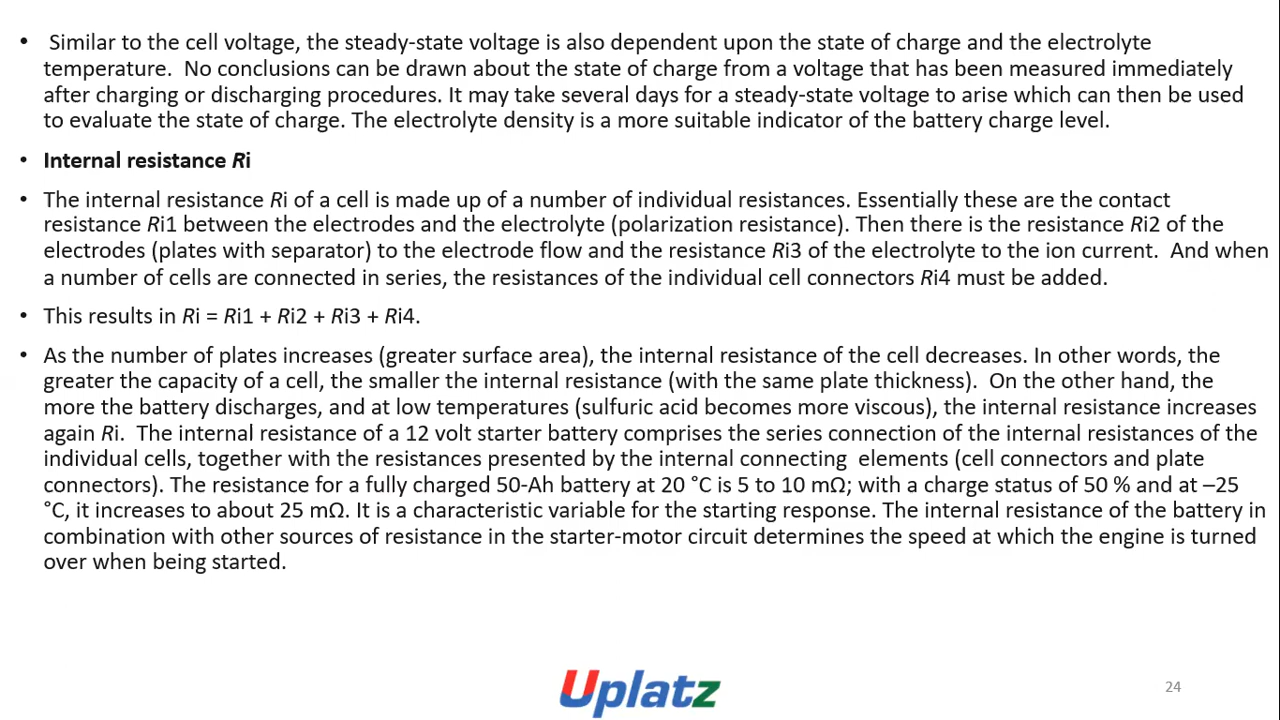 • Similar to the cell voltage, the steady-state voltage is also dependent upon the state of charge and the electrolyte
temperature.  No conclusions can be drawn about the state of charge from a voltage that has been measured immediately
after charging or discharging procedures. It may take several days for a steady-state voltage to arise which can then be used
to evaluate the state of charge. The electrolyte density is a more suitable indicator of the battery charge level.
• Internal resistance Ri
• The internal resistance Ri of a cell is made up of a number of individual resistances. Essentially these are the contact
resistance Ri1 between the electrodes and the electrolyte (polarization resistance). Then there is the resistance Ri2 of the
electrodes (plates with separator) to the electrode flow and the resistance Ri3 of the electrolyte to the ion current.  And when
a number of cells are connected in series, the resistances of the individual cell connectors Ri4 must be added.
• This results in Ri = Ri1 + Ri2 + Ri3 + Ri4.
• As the number of plates increases (greater surface area), the internal resistance of the cell decreases. In other words, the
greater the capacity of a cell, the smaller the internal resistance (with the same plate thickness).  On the other hand, the
more the battery discharges, and at low temperatures (sulfuric acid becomes more viscous), the internal resistance increases
again Ri.  The internal resistance of a 12 volt starter battery comprises the series connection of the internal resistances of the
individual cells, together with the resistances presented by the internal connecting  elements (cell connectors and plate
connectors). The resistance for a fully charged 50-Ah battery at 20 °C is 5 to 10 mΩ; with a charge status of 50 % and at –25
°C, it increases to about 25 mΩ. It is a characteristic variable for the starting response. The internal resistance of the battery in
combination with other sources of resistance in the starter-motor circuit determines the speed at which the engine is turned
over when being started.
Uplatz
24